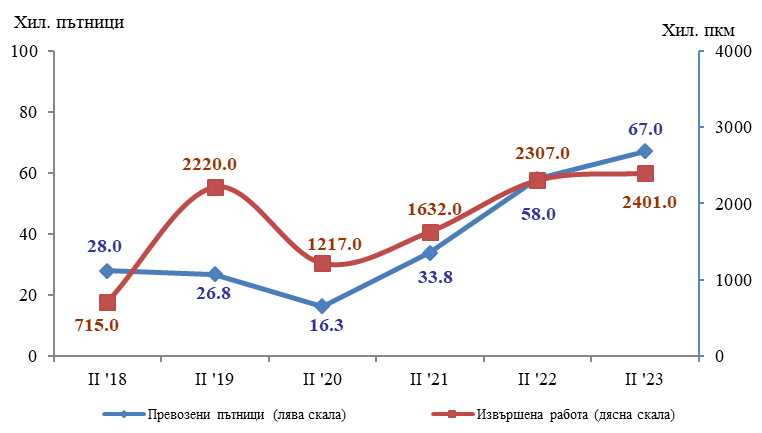 Хил. пътници
Хил. пкм
100
80
60
40
20
0
4000
3000
2000
1000
0
28.0
26.8
16.3
33.8
58.0
67.0
715.0
2220.0
1217.0
1632.0
2307.0
2401.0
II '18
II '19
II '20
II '21
II '22
II '23
Превозени пътници (лява скала)
Извършена работа (дясна скала)